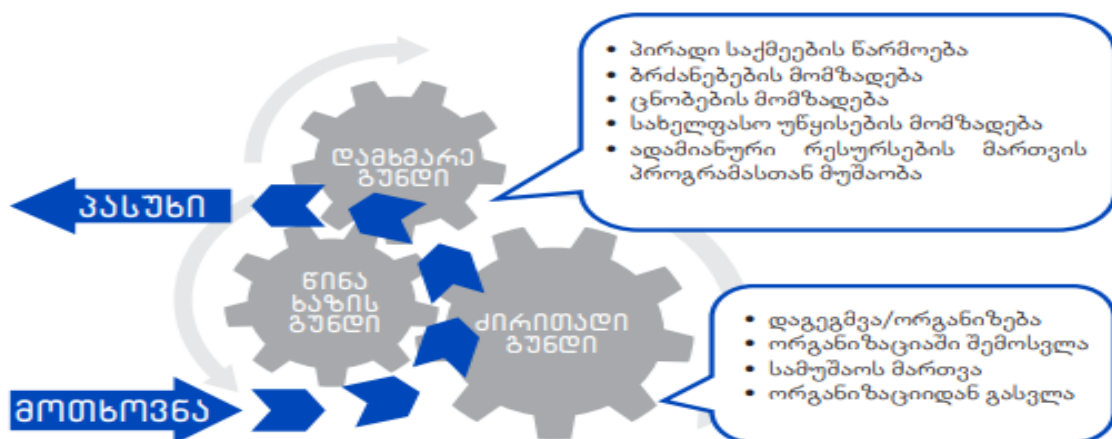 • პირადი საქმეების წარმოება
• ბრძანებების მომზადება
• ცნობების მომზადება
• სახელფასო უწყისების მომზადება
• ადამიანური რესურსების მართვის
პროგრამასთან მუშაობა
დამხმარე
გუნდი
პასუხი
წინა
ხაზის
გუნდი
ძირითადი
გუნდი
• დაგეგმვა/ორგანიზება
• ორგანიზაციაში შემოსვლა
• სამუშაოს მართვა
• ორგანიზაციიდან გასვლა
მოთხოვნა